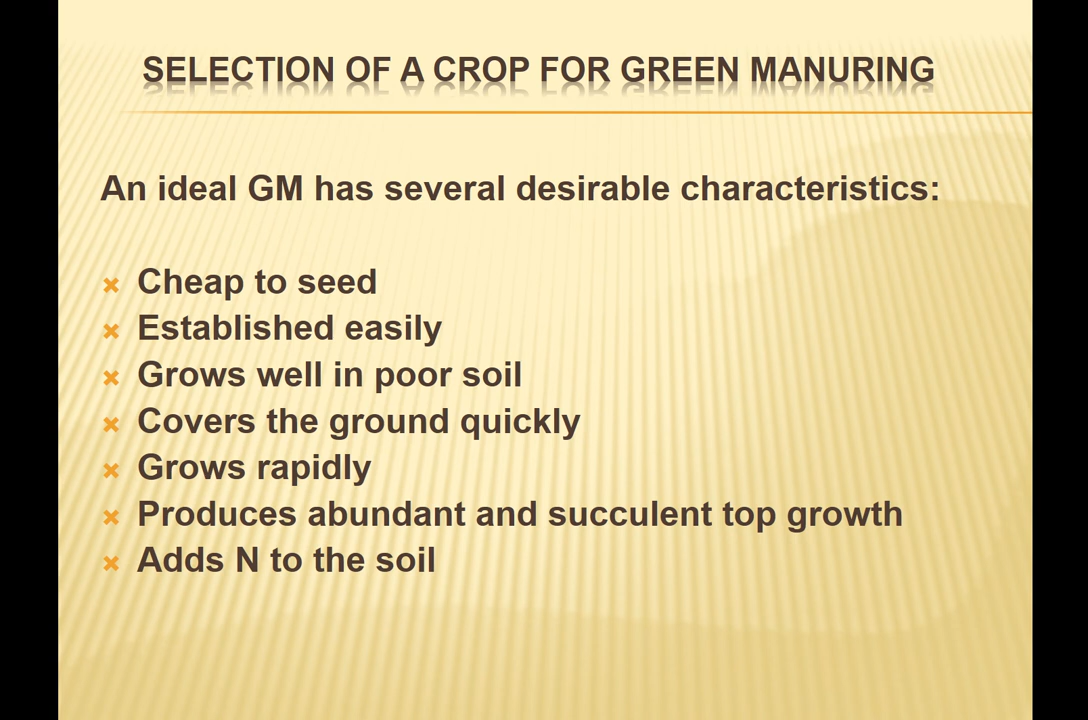 SELECTION OF A CROP FOR GREEN MANURING
An ideal GM has several desirable characteristics:
Cheap to seed
Established easily
Grows well in poor soil
Covers the ground quickly
Grows rapidly
Produces abundant and succulent top growth
Adds N to the soil